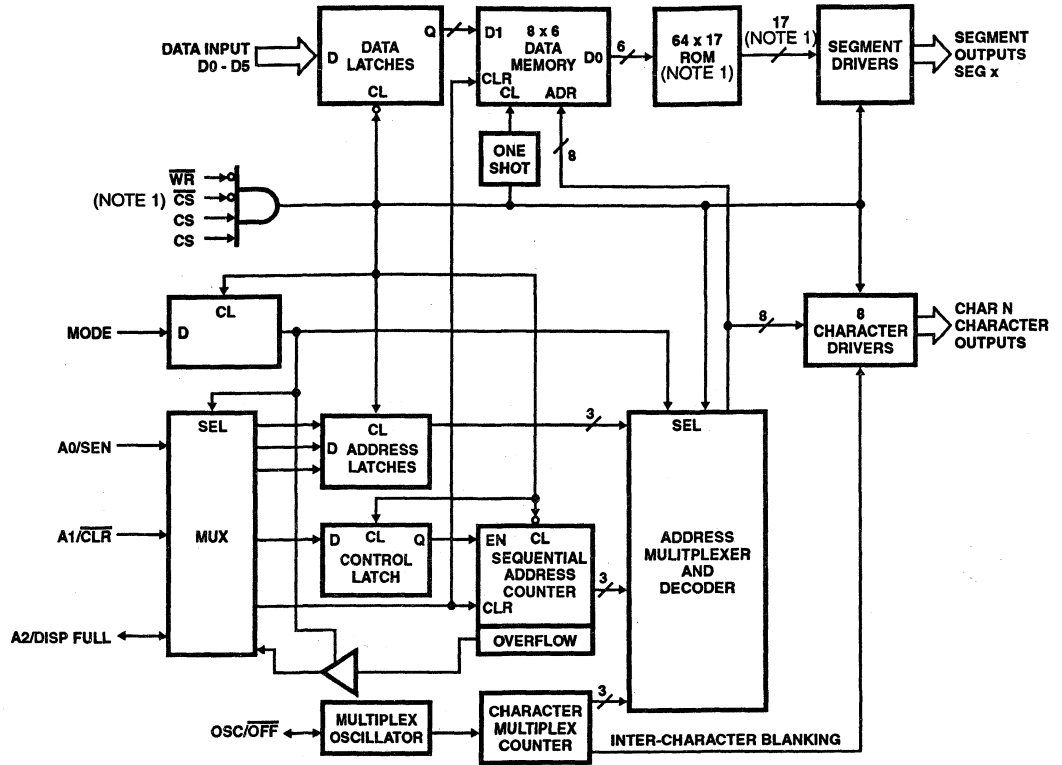 DATA INPUT
D0 - D5
D
DATA
LATCHES
Q
CL
D1
8 x 6
DATA
MEMORY
D0
CLR
CL
ADR
6
64 x 17
ROM
(NOTE 1)
17
(NOTE 1)
SEGMENT
DRIVERS
SEGMENT
OUTPUTS
SEG x
ONE
SHOT
8
(NOTE 1)
WR
CS
CS
CS
MODE
D
CL
8
8
CHARACTER
DRIVERS
CHAR N
CHARACTER
OUTPUTS
A0/SEN
A1/CLR
A2/DISP FULL
SEL
MUX
CL
D
ADDRESS
LATCHES
3
SEL
ADDRESS
MULITPLEXER
AND
DECODER
D
CL
Q
CONTROL
LATCH
EN
CL
SEQUENTIAL
ADDRESS
COUNTER
CLR
OVERFLOW
3
OSC/OFF
MULTIPLEX
OSCILLATOR
CHARACTER
MULTIPLEX
COUNTER
3
INTER-CHARACTER BLANKING